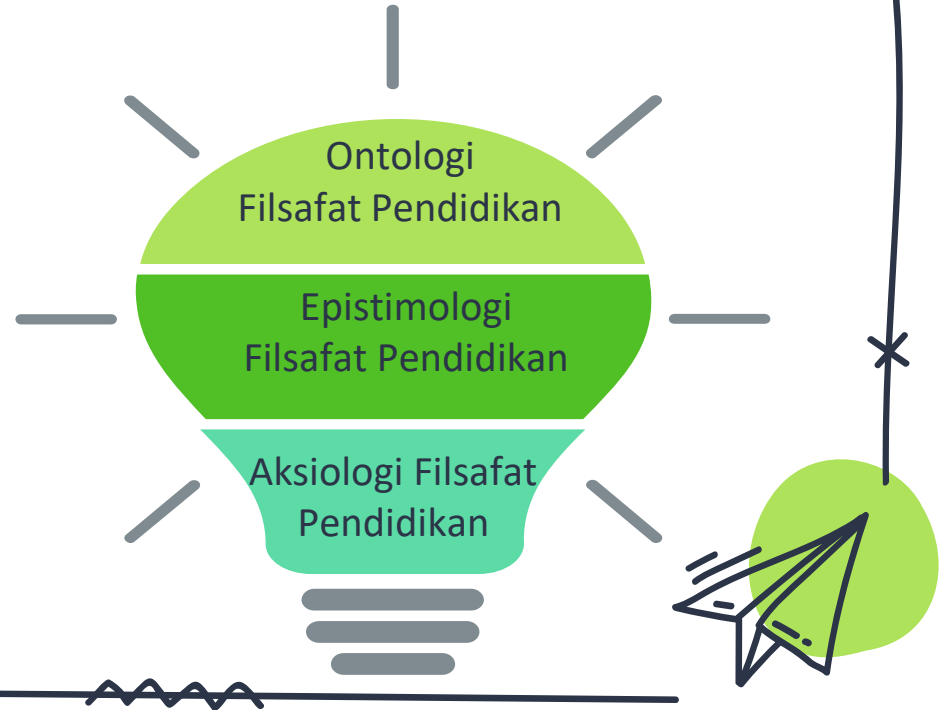 Ontologi
Filsafat Pendidikan
Epistimologi
Filsafat Pendidikan
Aksiologi Filsafat
Pendidikan